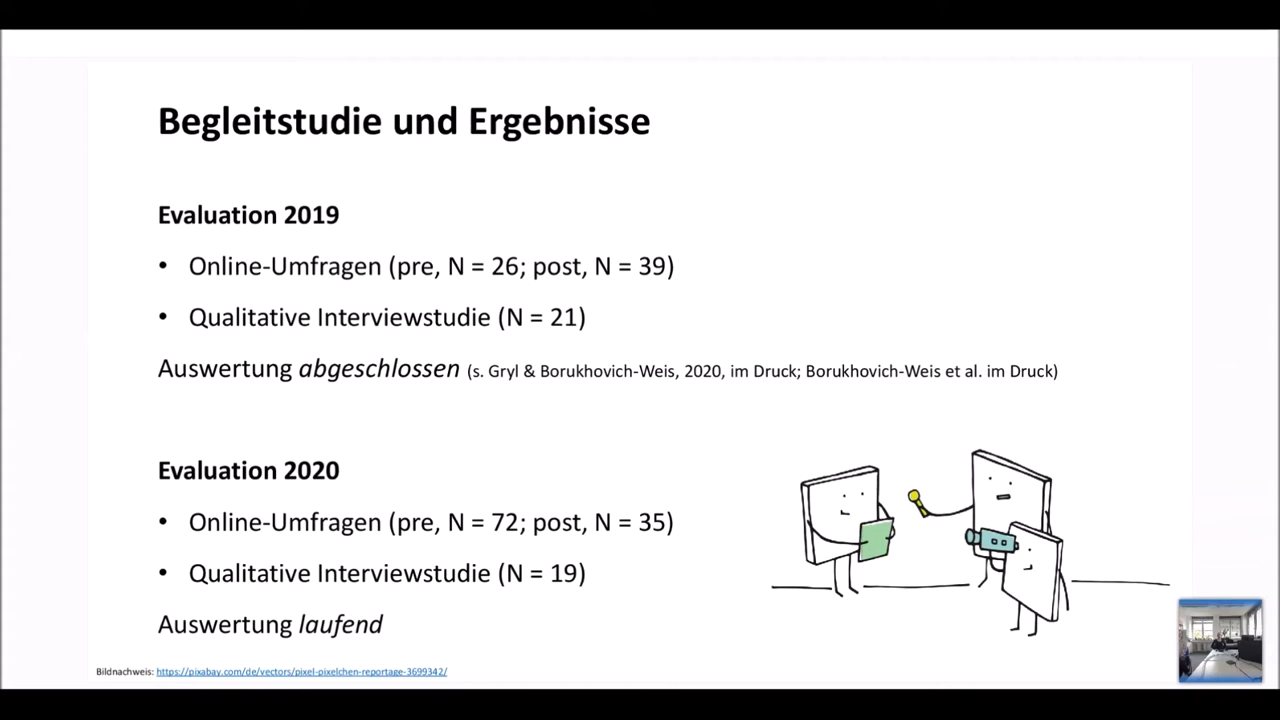 Begleitstudie und Ergebnisse
Evaluation 2019
• Online-Umfragen (pre, N = 26; post, N = 39)
• Qualitative Interviewstudie (N = 21)
Auswertung abgeschlossen (s. Gryl & Borukhovich-Weis, 2020, im Druck; Borukhovich-Weis et al. im Druck)
Evaluation 2020
• Online-Umfragen (pre, N = 72; post, N = 35)
• Qualitative Interviewstudie (N = 19)
Auswertung laufend
Bildnachweis: https://pixabay.com/de/vectors/pixel-pixelchen-reportage-3699342/